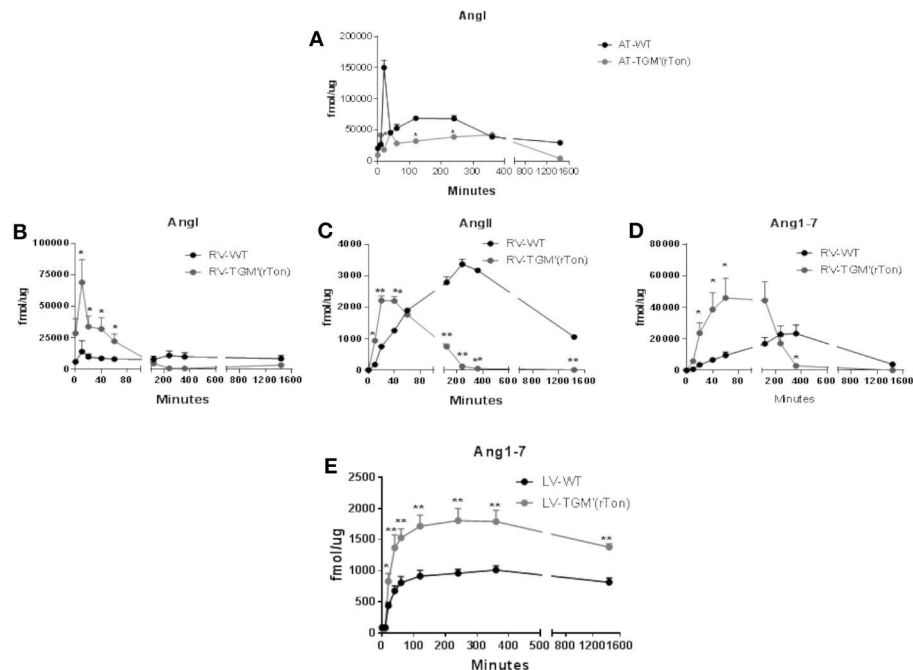 AngI
A
AT-WT
AT-TGM'(rTon)
200000
150000
100000
50000
0
fmol/ug
*
*
*
0 100 200 300 400 800 1200 1600
Minutes
B
AngI
RV-WT
RV-TGM'(rTon)
100000
75000
50000
25000
0
fmol/ug
*
*
*
*
0 20 40 60 80 200 400 600 1200 1600
Minutes
C
AngII
RV-WT
RV-TGM'(rTon)
4000
3000
2000
1000
0
fmol/ug
*
**
**
**
**
**
**
0 40 80 200 400 600 1200 1600
Minutes
D
Ang1-7
RV-WT
RV-TGM'(rTon)
80000
60000
40000
20000
0
fmol/ug
*
*
*
*
0 20 40 60 80 200 400 600 1200 1600
Minutes
E
Ang1-7
LV-WT
LV-TGM'(rTon)
2500
2000
1500
1000
500
0
fmol/ug
*
**
**
**
**
**
**
0 100 200 300 400 500 1200 1600
Minutes